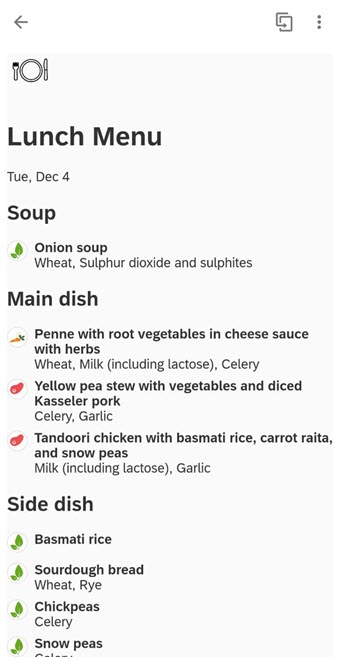 Lunch Menu
Tue, Dec 4
Soup
Onion soup
Wheat, Sulphur dioxide and sulphites
Main dish
Penne with root vegetables in cheese sauce
with herbs
Wheat, Milk (including lactose), Celery
Yellow pea stew with vegetables and diced
Kasseler pork
Celery, Garlic
Tandoori chicken with basmati rice, carrot raita,
and snow peas
Milk (including lactose), Garlic
Side dish
Basmati rice
Sourdough bread
Wheat, Rye
Chickpeas
Celery
Snow peas